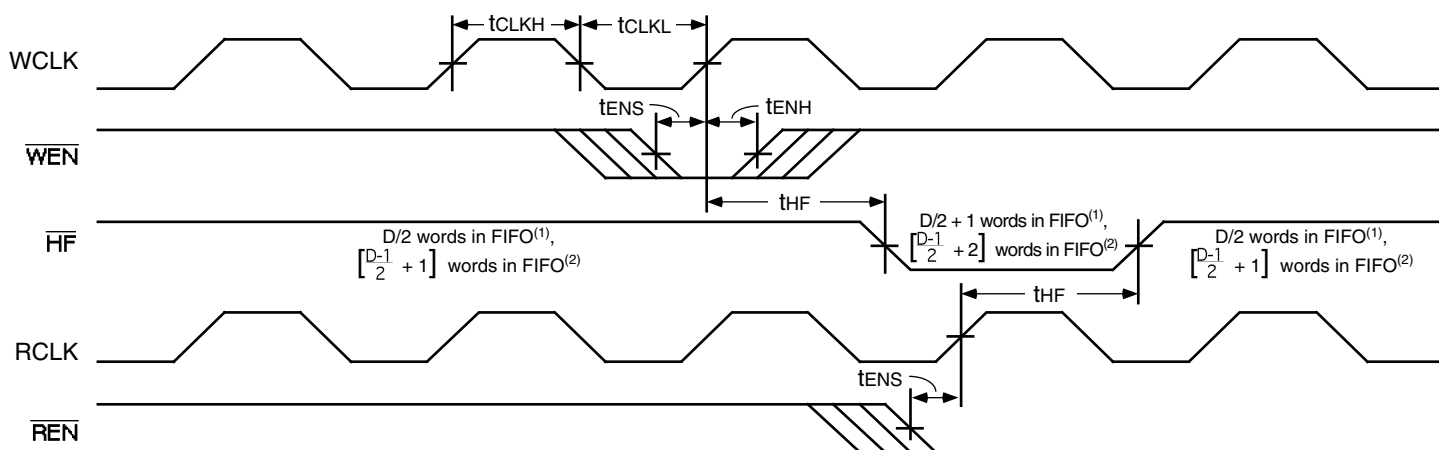 tCLKH
tCLKL
WCLK
tENS
tENH
WEN
tHF
HF
D/2 words in FIFO(1),
[D-1/2 + 1] words in FIFO(2)
D/2 + 1 words in FIFO(1),
[D-1/2 + 2] words in FIFO(2)
D/2 words in FIFO(1),
[D-1/2 + 1] words in FIFO(2)
tHF
RCLK
tENS
REN